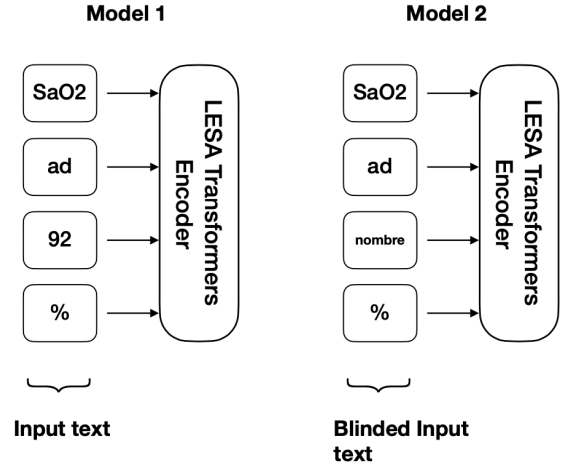 Model 1
SaO2
ad
92
%
LESA Transformers
Encoder
Input text
Model 2
SaO2
ad
nombre
%
LESA Transformers
Encoder
Blinded Input
text